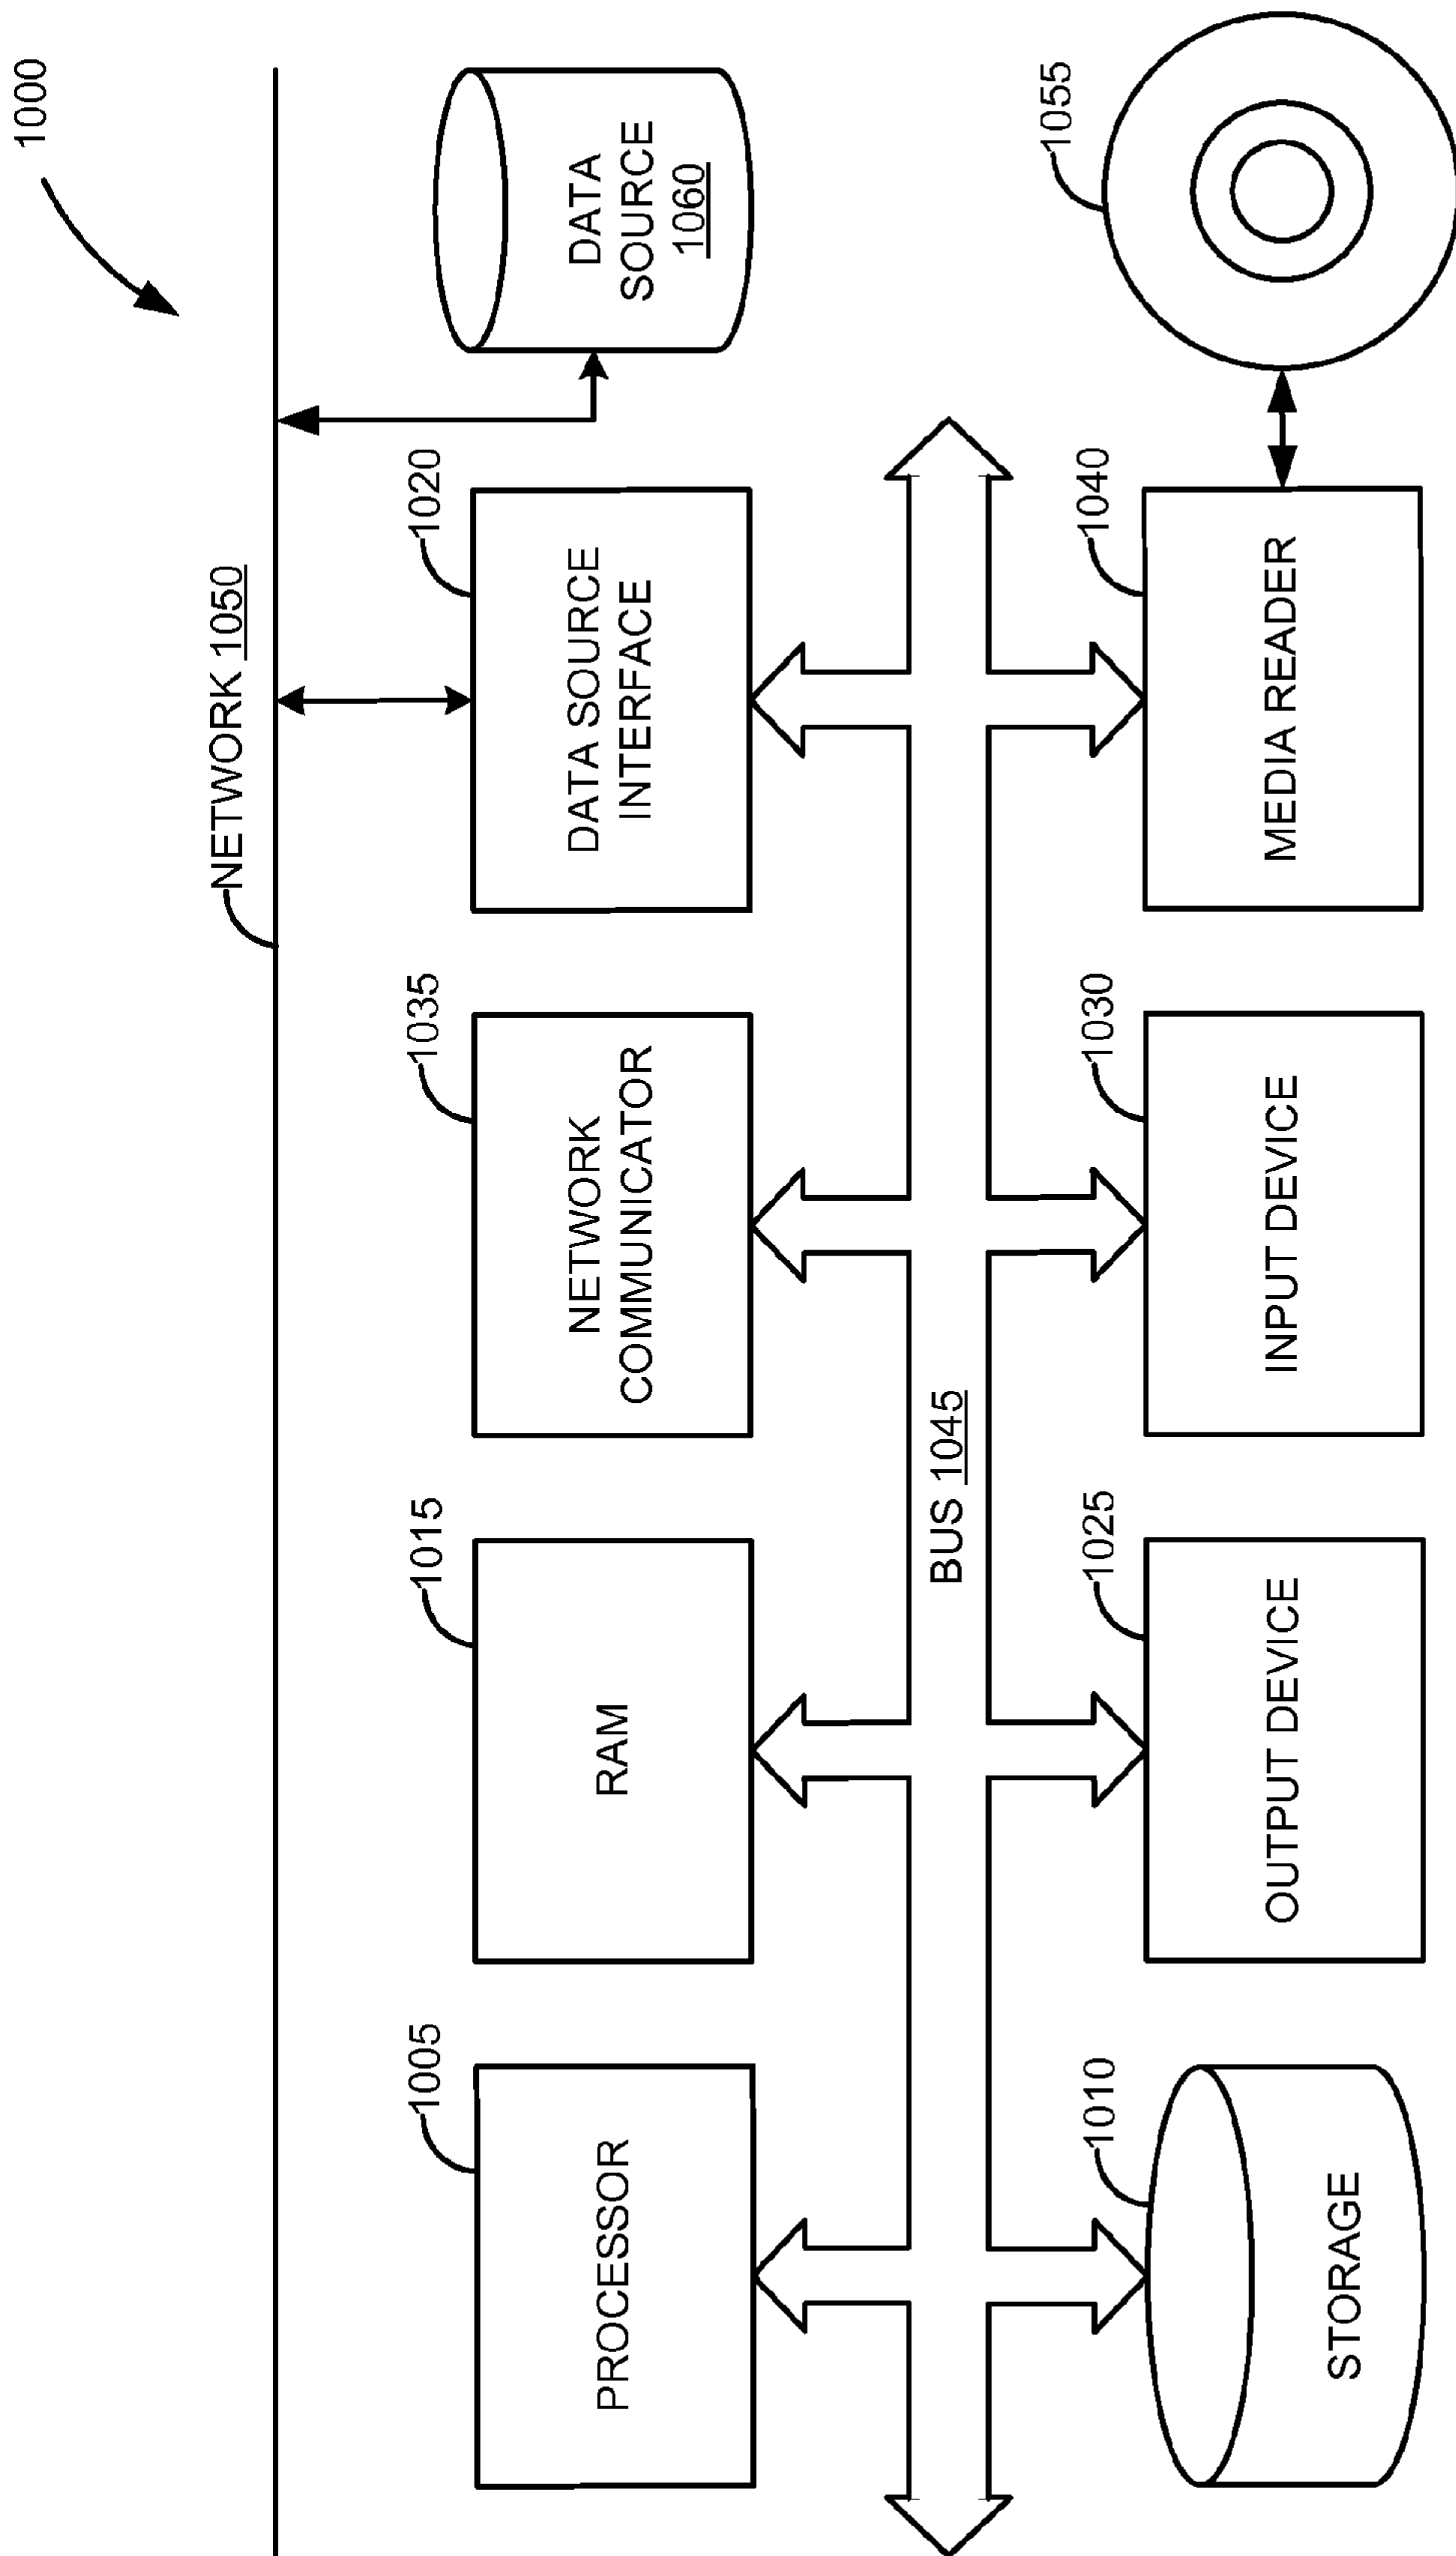 1000
NETWORK 1050
1005
PROCESSOR
1015
RAM
1035
NETWORK
COMMUNICATOR
1020
DATA SOURCE
INTERFACE
DATA
SOURCE
1060
BUS 1045
1010
STORAGE
1025
OUTPUT DEVICE
1030
INPUT DEVICE
1040
MEDIA READER
1055